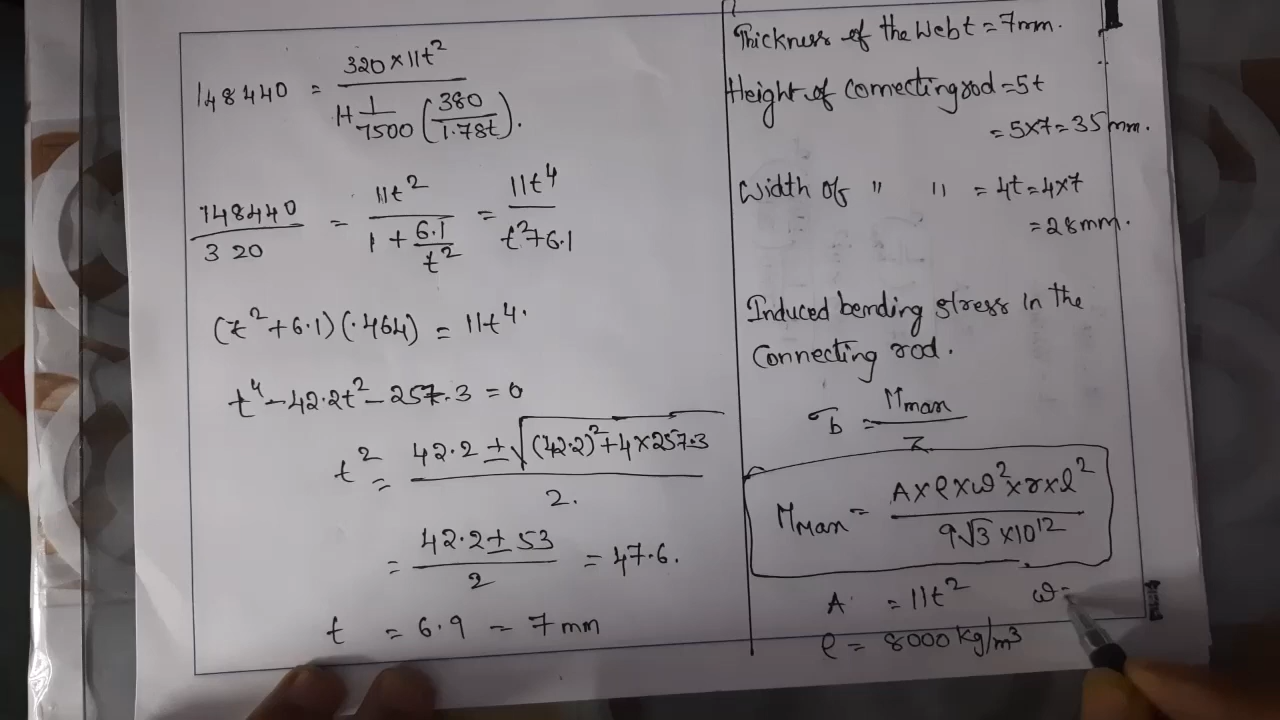 148440 = 320×11t² / 1+ 1/7500 (380/1.78t).
148440/320 = 11t² / 1 + 6.1/t² = 11t⁴ / t²+6.1
(t²+6.1)(464) = 11t⁴.
t⁴-42.2t²-257.3 = 0
t² = 42.2 ± √(42.2)²+4×257.3 / 2.
= 42.2 ± 53 / 2 = 47.6.
t = 6.9 = 7mm
Thickness of the Web t = 7mm.
Height of Connecting rod = 5t
= 5×7 = 35mm.
Width of " " = 4t = 4×7
= 28mm.
Induced bending stress in the
Connecting rod.
σb = Mmax / Z
Mmax = A×ρ×ω²×r×l² / 9√3 ×10¹²
A = 11t² ω=
ρ = 8000 kg/m³